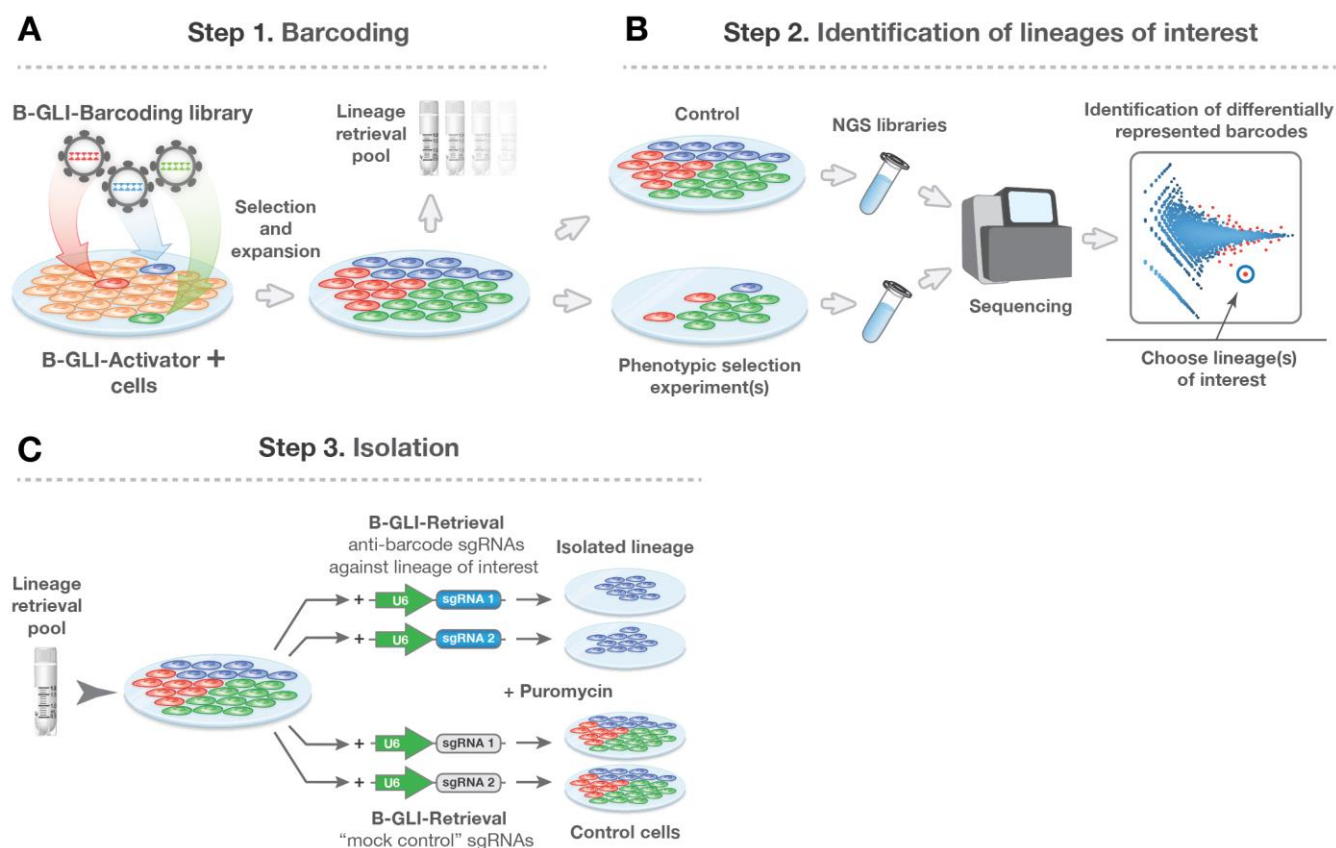 A
Step 1. Barcoding
B-GLI-Barcoding library
Lineage
retrieval
pool
Selection
and
expansion
B-GLI-Activator +
cells
B
Step 2. Identification of lineages of interest
Control
NGS libraries
Identification of differentially
represented barcodes
Sequencing
Phenotypic selection
experiment(s)
Choose lineage(s)
of interest
C
Step 3. Isolation
Lineage
retrieval
pool
B-GLI-Retrieval
anti-barcode sgRNAs
against lineage of interest
Isolated lineage
+ U6 sgRNA 1
+ U6 sgRNA 2
+ Puromycin
+ U6 sgRNA 1
+ U6 sgRNA 2
B-GLI-Retrieval
“mock control” sgRNAs
Control cells